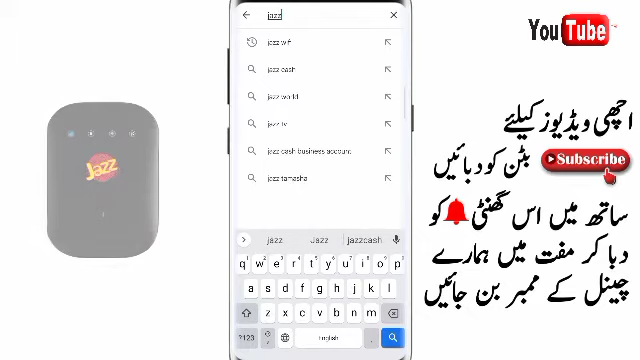 jazz
jazz wifi
jazz cash
jazz world
jazz tv
jazz cash business account
jazz tamasha
jazz Jazz jazzcash
q w e r t y u i o p
a s d f g h j k l
z x c v b n m
?123 English .
Jazz
YouTube
اچھی ویڈیوز کیلئے
بٹن کو دبائیں Subscribe
ساتھ میں اس گھنٹی کو
دبا کر مفت میں ہمارے
چینل کے ممبر بن جائیں